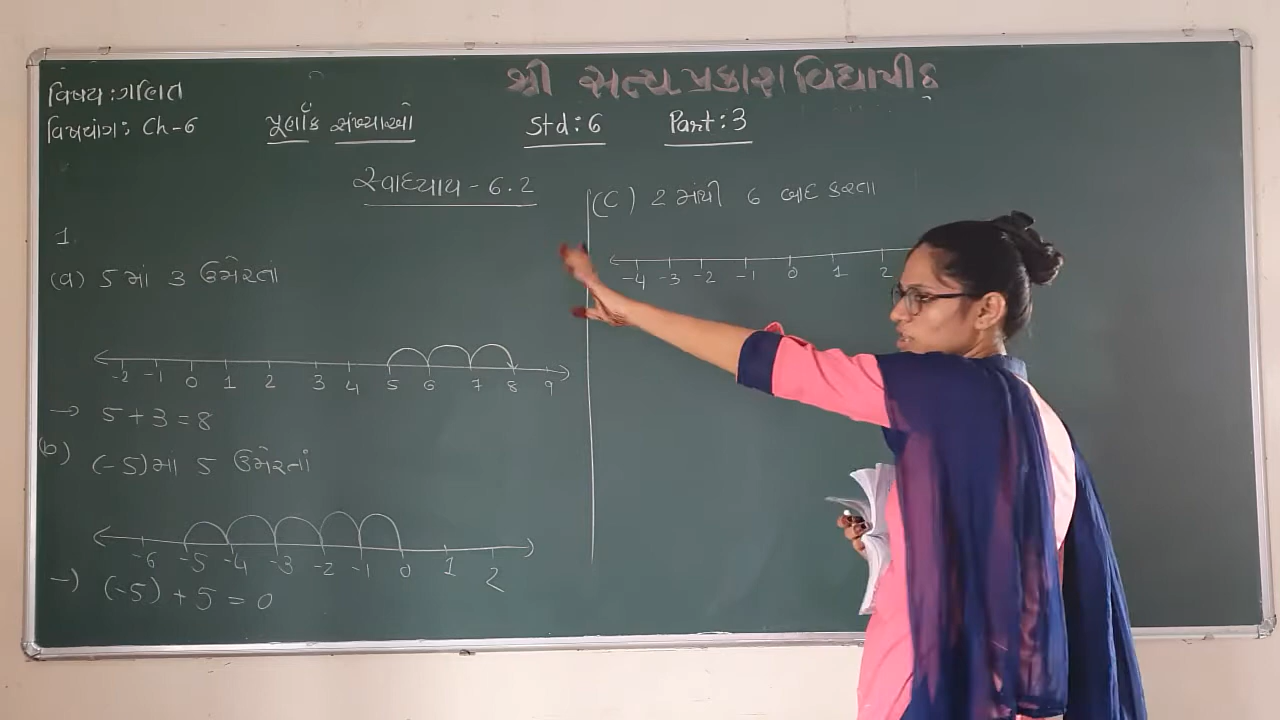 શ્રી સત્ય પ્રકાશ વિદ્યાપીઠ
વિષય : ગણિત
વિષયાંગ : Ch-6 પૂર્ણાંક સંખ્યાઓ Std : 6 Part : 3
સ્વાધ્યાય - 6.2
1.
(a) 5 માં 3 ઉમેરતાં
-2 -1 0 1 2 3 4 5 6 7 8 9
→ 5 + 3 = 8
(b) (-5)માં 5 ઉમેરતાં
-6 -5 -4 -3 -2 -1 0 1 2
→ (-5) + 5 = 0
(C) 2 માંથી 6 બાદ કરતા
-4 -3 -2 -1 0 1 2